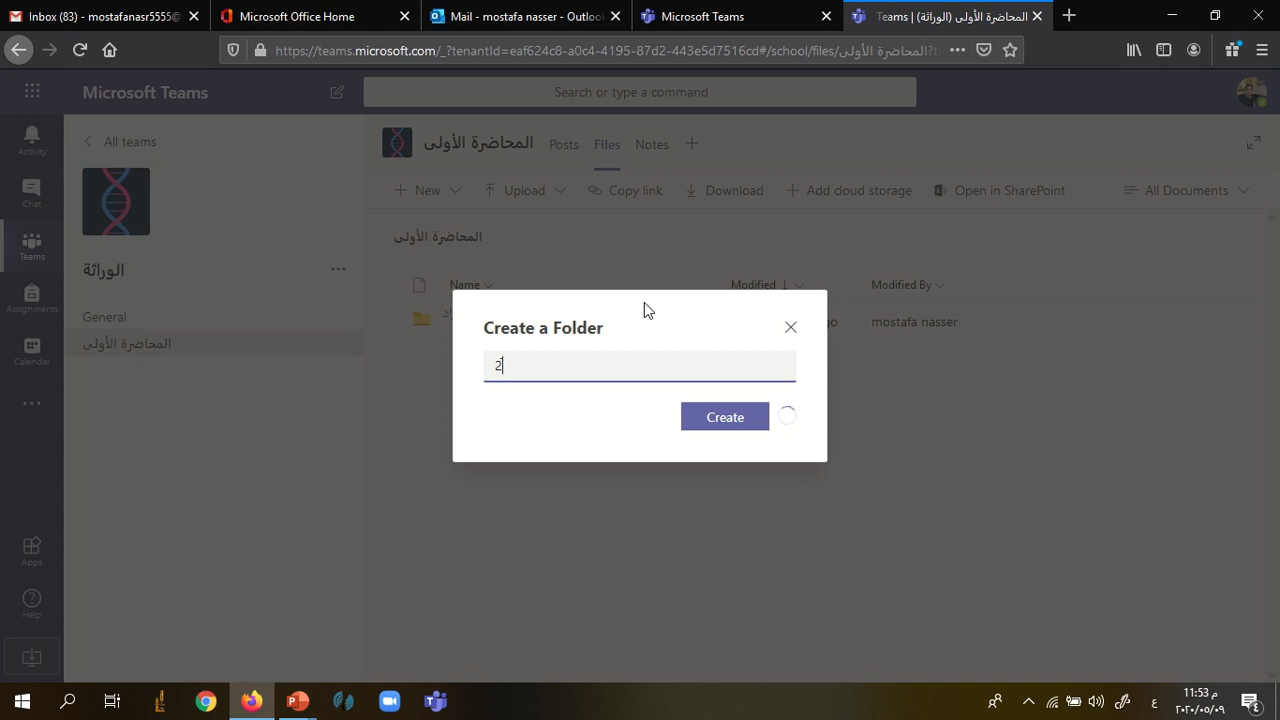 Inbox (83) - mostafanasr5555@
Microsoft Office Home
Mail - mostafa nasser - Outlook
Microsoft Teams
المحاضرة الأولى (الوراثة) | Teams
https://teams.microsoft.com/_?tenantId=eaf624c8-a0c4-4195-87d2-443e5d7516cd#/school/files/المحاضرة الأولى?
Microsoft Teams
Search or type a command
Activity
Chat
Teams
Assignments
Calendar
Apps
Help
All teams
الوراثة
General
المحاضرة الأولى
المحاضرة الأولى
Posts
Files
Notes
New
Upload
Copy link
Download
Add cloud storage
Open in SharePoint
All Documents
المحاضرة الأولى
Name
Modified
Modified By
mostafa nasser
Create a Folder
2
Create
ع
11:53 م
٢٠٢٠/٠٥/٠٩